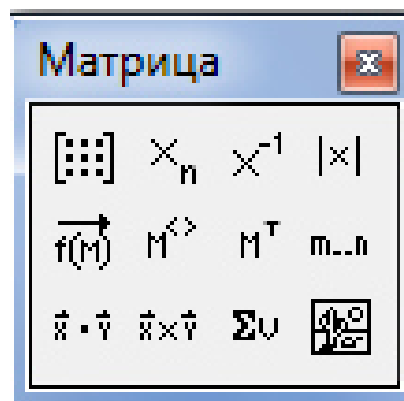 Матрица
[:::] Xₙ X⁻¹ |x|
f(M) M<> Mᵀ m..n
x · y x×y Σv